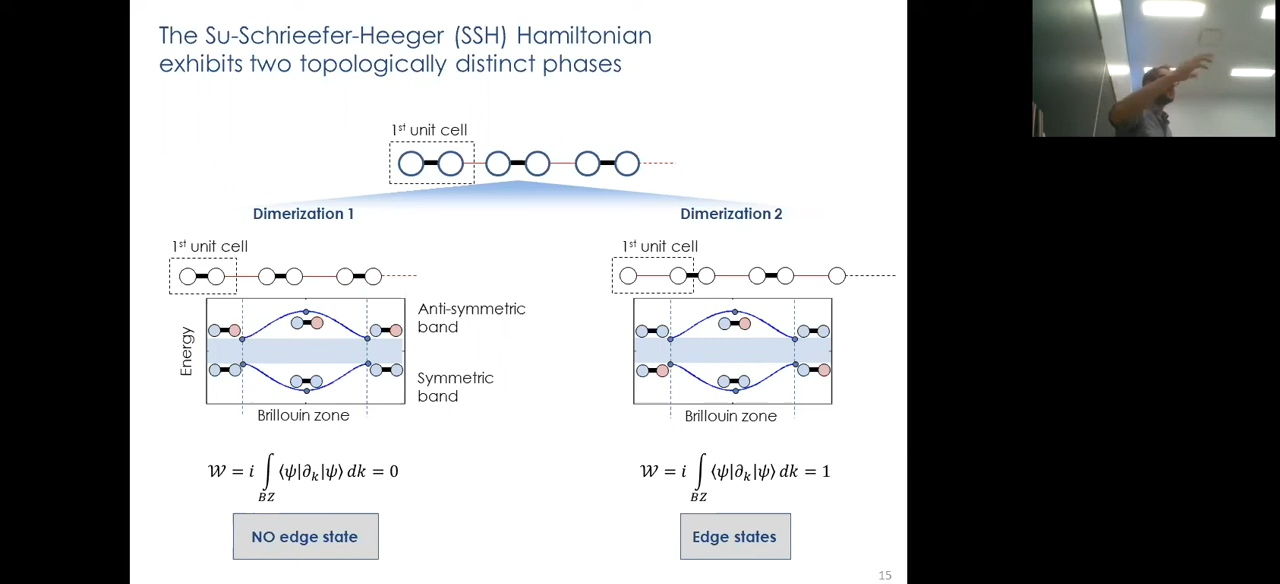 The Su-Schrieefer-Heeger (SSH) Hamiltonian
exhibits two topologically distinct phases
1st unit cell
Dimerization 1
Dimerization 2
1st unit cell
1st unit cell
Energy
Anti-symmetric
band
Symmetric
band
Brillouin zone
Brillouin zone
𝒲 = i ∫BZ ⟨ψ|∂k|ψ⟩ dk = 0
𝒲 = i ∫BZ ⟨ψ|∂k|ψ⟩ dk = 1
NO edge state
Edge states
15